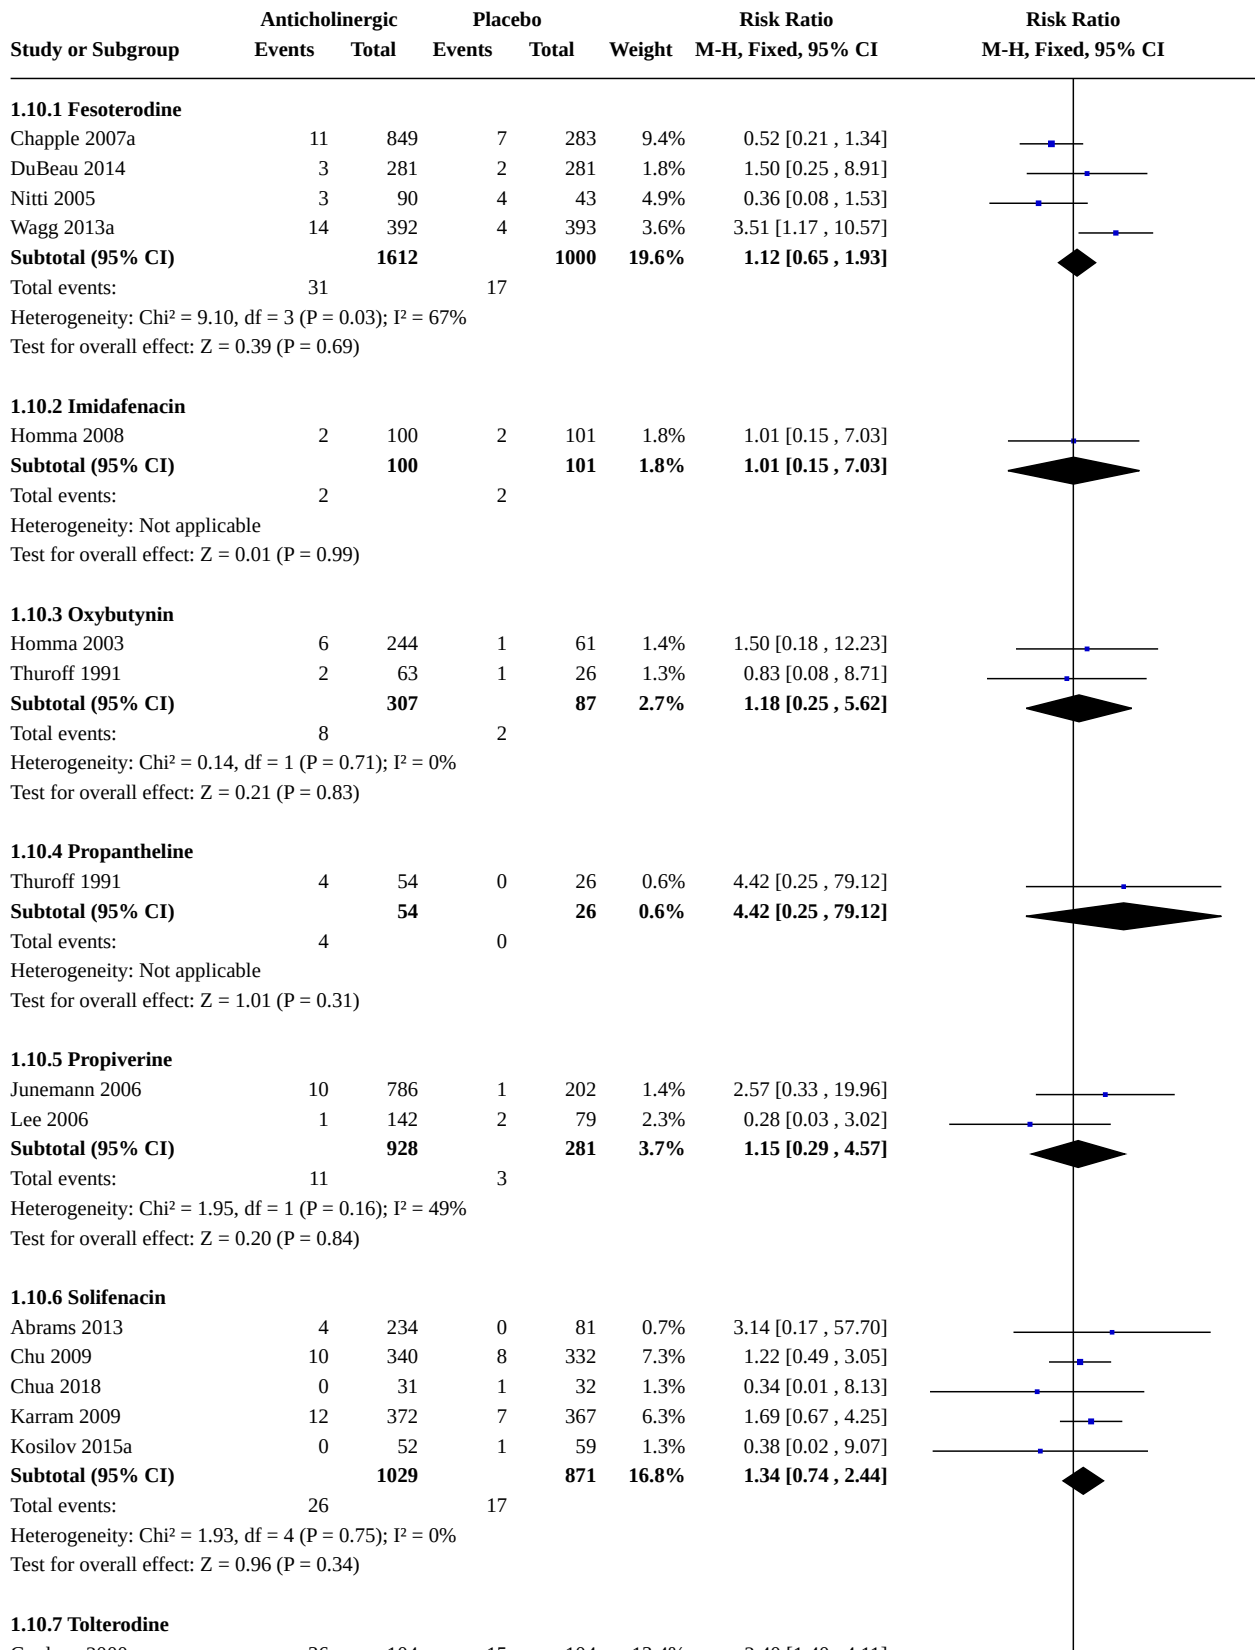 Anticholinergic Placebo Risk Ratio Risk Ratio
Study or Subgroup Events Total Events Total Weight M-H, Fixed, 95% CI M-H, Fixed, 95% CI
1.10.1 Fesoterodine
Chapple 2007a 11 849 7 283 9.4% 0.52 [0.21 , 1.34]
DuBeau 2014 3 281 2 281 1.8% 1.50 [0.25 , 8.91]
Nitti 2005 3 90 4 43 4.9% 0.36 [0.08 , 1.53]
Wagg 2013a 14 392 4 393 3.6% 3.51 [1.17 , 10.57]
Subtotal (95% CI) 1612 1000 19.6% 1.12 [0.65 , 1.93]
Total events: 31 17
Heterogeneity: Chi² = 9.10, df = 3 (P = 0.03); I² = 67%
Test for overall effect: Z = 0.39 (P = 0.69)
1.10.2 Imidafenacin
Homma 2008 2 100 2 101 1.8% 1.01 [0.15 , 7.03]
Subtotal (95% CI) 100 101 1.8% 1.01 [0.15 , 7.03]
Total events: 2 2
Heterogeneity: Not applicable
Test for overall effect: Z = 0.01 (P = 0.99)
1.10.3 Oxybutynin
Homma 2003 6 244 1 61 1.4% 1.50 [0.18 , 12.23]
Thuroff 1991 2 63 1 26 1.3% 0.83 [0.08 , 8.71]
Subtotal (95% CI) 307 87 2.7% 1.18 [0.25 , 5.62]
Total events: 8 2
Heterogeneity: Chi² = 0.14, df = 1 (P = 0.71); I² = 0%
Test for overall effect: Z = 0.21 (P = 0.83)
1.10.4 Propantheline
Thuroff 1991 4 54 0 26 0.6% 4.42 [0.25 , 79.12]
Subtotal (95% CI) 54 26 0.6% 4.42 [0.25 , 79.12]
Total events: 4 0
Heterogeneity: Not applicable
Test for overall effect: Z = 1.01 (P = 0.31)
1.10.5 Propiverine
Junemann 2006 10 786 1 202 1.4% 2.57 [0.33 , 19.96]
Lee 2006 1 142 2 79 2.3% 0.28 [0.03 , 3.02]
Subtotal (95% CI) 928 281 3.7% 1.15 [0.29 , 4.57]
Total events: 11 3
Heterogeneity: Chi² = 1.95, df = 1 (P = 0.16); I² = 49%
Test for overall effect: Z = 0.20 (P = 0.84)
1.10.6 Solifenacin
Abrams 2013 4 234 0 81 0.7% 3.14 [0.17 , 57.70]
Chu 2009 10 340 8 332 7.3% 1.22 [0.49 , 3.05]
Chua 2018 0 31 1 32 1.3% 0.34 [0.01 , 8.13]
Karram 2009 12 372 7 367 6.3% 1.69 [0.67 , 4.25]
Kosilov 2015a 0 52 1 59 1.3% 0.38 [0.02 , 9.07]
Subtotal (95% CI) 1029 871 16.8% 1.34 [0.74 , 2.44]
Total events: 26 17
Heterogeneity: Chi² = 1.93, df = 4 (P = 0.75); I² = 0%
Test for overall effect: Z = 0.96 (P = 0.34)
1.10.7 Tolterodine